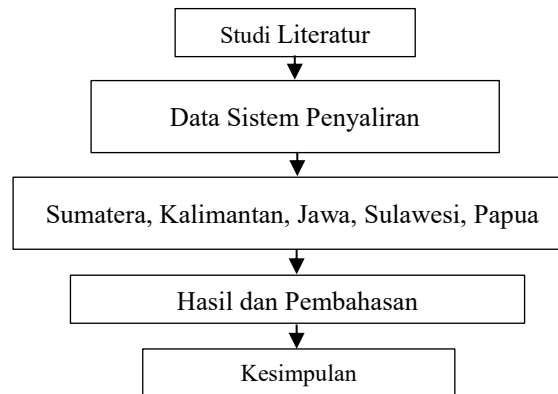 Studi Literatur
Data Sistem Penyaliran
Sumatera, Kalimantan, Jawa, Sulawesi, Papua
Hasil dan Pembahasan
Kesimpulan